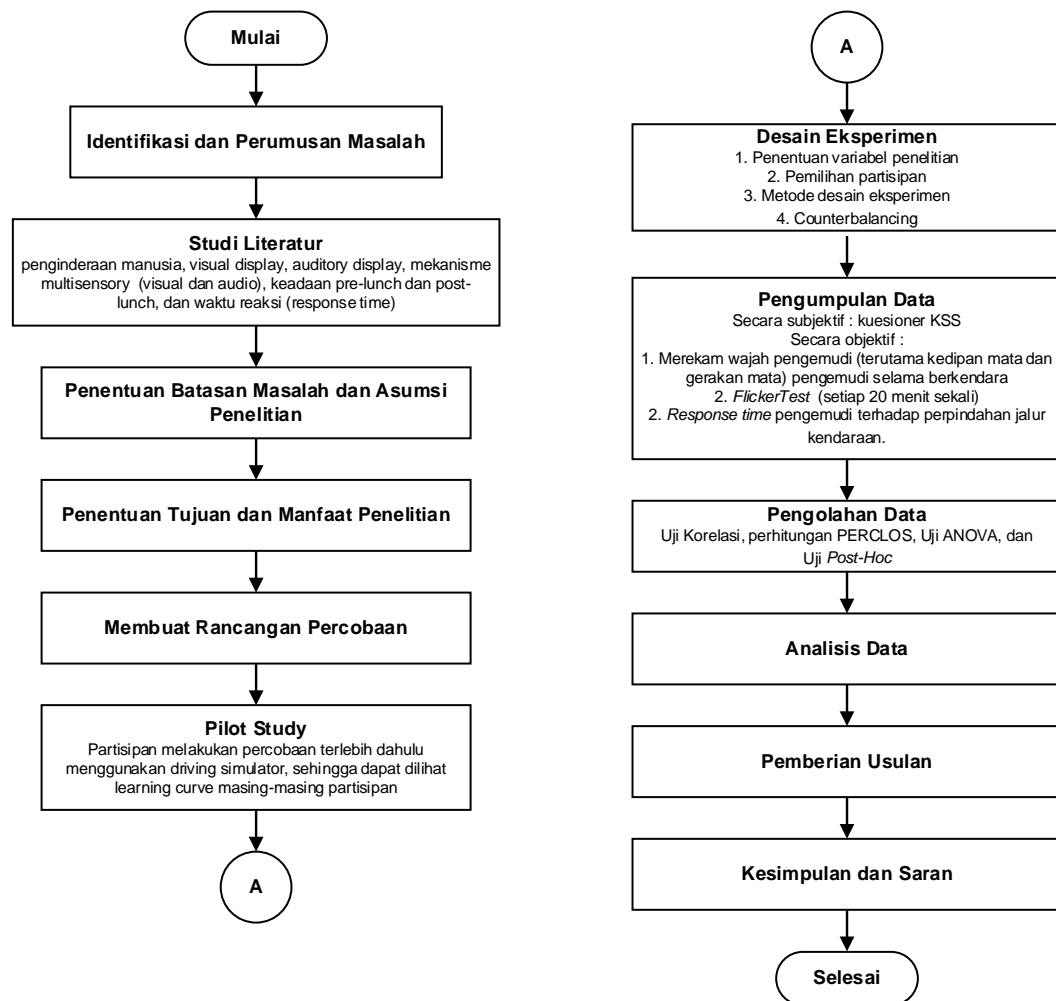 Mulai
Identifikasi dan Perumusan Masalah
Studi Literatur
penginderaan manusia, visual display, auditory display, mekanisme
multisensory (visual dan audio), keadaan pre-lunch dan post-
lunch, dan waktu reaksi (response time)
Penentuan Batasan Masalah dan Asumsi
Penelitian
Penentuan Tujuan dan Manfaat Penelitian
Membuat Rancangan Percobaan
Pilot Study
Partisipan melakukan percobaan terlebih dahulu
menggunakan driving simulator, sehingga dapat dilihat
learning curve masing-masing partisipan
A
A
Desain Eksperimen
1. Penentuan variabel penelitian
2. Pemilihan partisipan
3. Metode desain eksperimen
4. Counterbalancing
Pengumpulan Data
Secara subjektif : kuesioner KSS
Secara objektif :
1. Merekam wajah pengemudi (terutama kedipan mata dan
gerakan mata) pengemudi selama berkendara
2. FlickerTest (setiap 20 menit sekali)
2. Response time pengemudi terhadap perpindahan jalur
kendaraan.
Pengolahan Data
Uji Korelasi, perhitungan PERCLOS, Uji ANOVA, dan
Uji Post-Hoc
Analisis Data
Pemberian Usulan
Kesimpulan dan Saran
Selesai